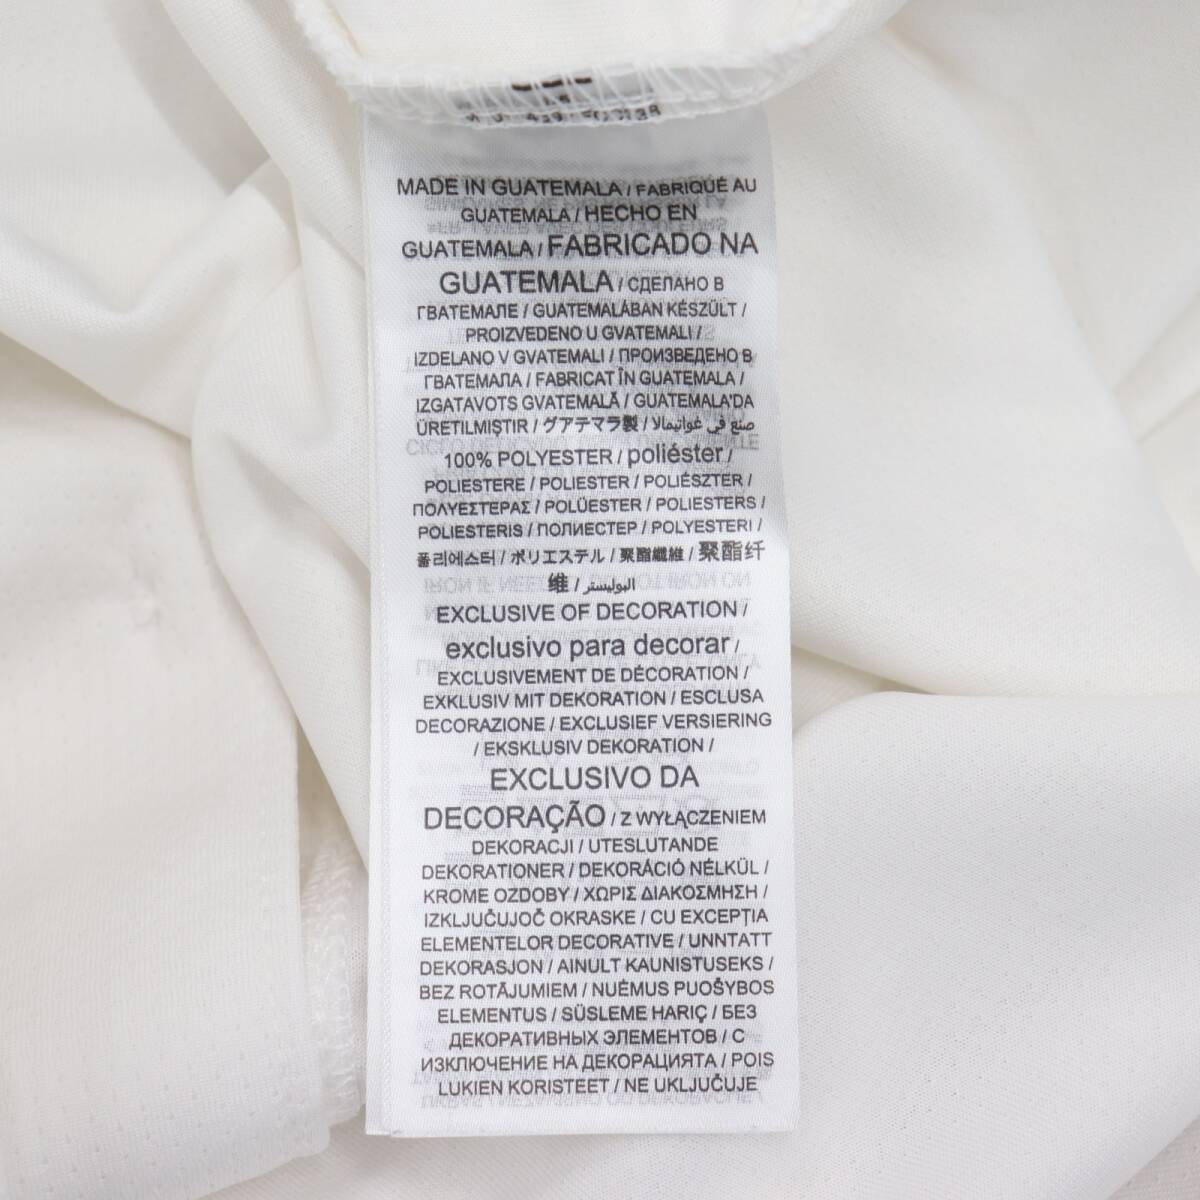 MADE IN GUATEMALA / FABRIQUÉ AU
GUATEMALA / HECHO EN
GUATEMALA / FABRICADO NA
GUATEMALA / СДЕЛАНО В
ГВАТЕМАЛЕ / GUATEMALÁBAN KÉSZÜLT /
PROIZVEDENO U GVATEMALI /
IZDELANO V GVATEMALI / ПРОИЗВЕДЕНО В
ГВАТЕМАЛА / FABRICAT ÎN GUATEMALA /
IZGATAVOTS GVATEMALĀ / GUATEMALA'DA
ÜRETILMIŞTIR / グアテマラ製 / صنع في غواتيمالا
100% POLYESTER / poliéster /
POLIESTERE / POLIESTER / POLIÉSZTER /
ΠΟΛΥΕΣΤΕΡΑΣ / POLÜESTER / POLIESTERS /
POLIESTERIS / ПОЛИЕСТЕР / POLYESTERI /
폴리에스터 / ポリエステル / 聚酯纖維 / 聚酯纤
维 / البوليستر
EXCLUSIVE OF DECORATION /
exclusivo para decorar /
EXCLUSIVEMENT DE DÉCORATION /
EXKLUSIV MIT DEKORATION / ESCLUSA
DECORAZIONE / EXCLUSIEF VERSIERING
/ EKSKLUSIV DEKORATION /
EXCLUSIVO DA
DECORAÇÃO / Z WYŁĄCZENIEM
DEKORACJI / UTESLUTANDE
DEKORATIONER / DEKORÁCIÓ NÉLKÜL /
KROME OZDOBY / ΧΩΡΙΣ ΔΙΑΚΟΣΜΗΣΗ /
IZKLJUČUJOČ OKRASKE / CU EXCEPŢIA
ELEMENTELOR DECORATIVE / UNNTATT
DEKORASJON / AINULT KAUNISTUSEKS /
BEZ ROTĀJUMIEM / NUĖMUS PUOŠYBOS
ELEMENTUS / SÜSLEME HARIÇ / БЕЗ
ДЕКОРАТИВНЫХ ЭЛЕМЕНТОВ / С
ИЗКЛЮЧЕНИЕ НА ДЕКОРАЦИЯТА / POIS
LUKIEN KORISTEET / NE UKLJUČUJE